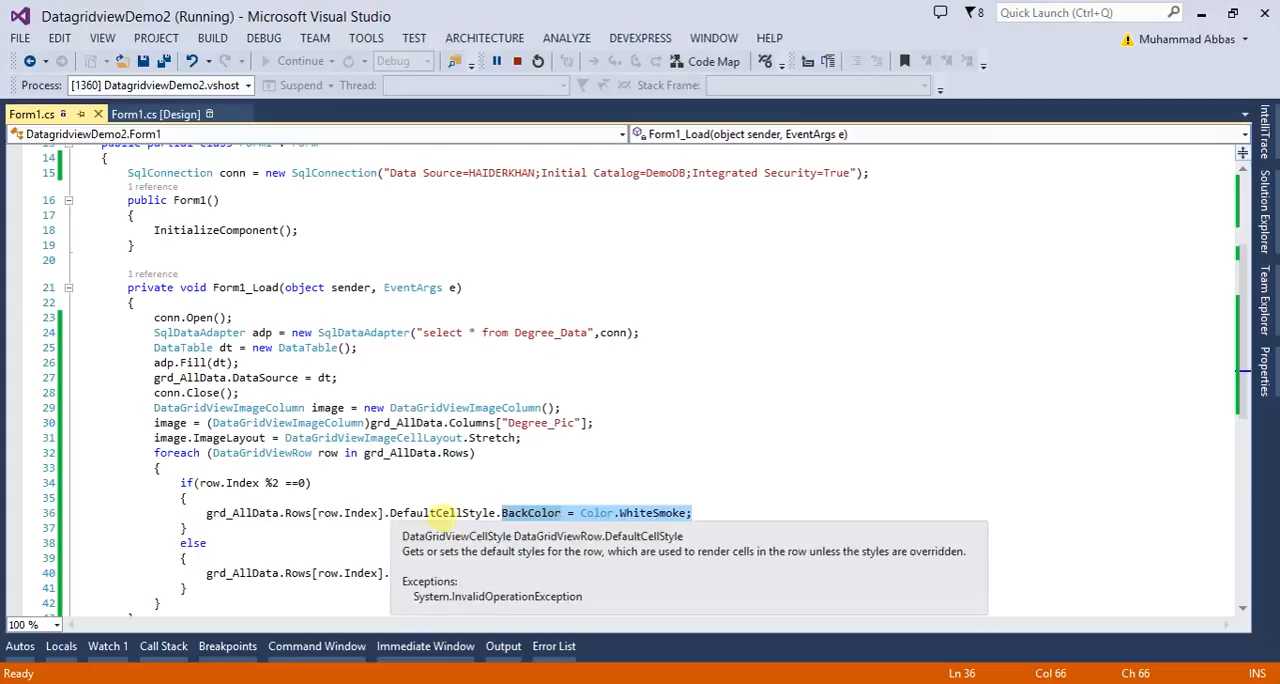 DatagridviewDemo2 (Running) - Microsoft Visual Studio
8
Quick Launch (Ctrl+Q)
FILE EDIT VIEW PROJECT BUILD DEBUG TEAM TOOLS TEST ARCHITECTURE ANALYZE DEVEXPRESS WINDOW HELP
Muhammad Abbas
Continue Debug Code Map
Process: [1360] DatagridviewDemo2.vshost Suspend Thread: Stack Frame:
Form1.cs Form1.cs [Design]
DatagridviewDemo2.Form1 Form1_Load(object sender, EventArgs e)
14 {
15 SqlConnection conn = new SqlConnection("Data Source=HAIDERKHAN;Initial Catalog=DemoDB;Integrated Security=True");
1 reference
16 public Form1()
17 {
18 InitializeComponent();
19 }
20
1 reference
21 private void Form1_Load(object sender, EventArgs e)
22 {
23 conn.Open();
24 SqlDataAdapter adp = new SqlDataAdapter("select * from Degree_Data",conn);
25 DataTable dt = new DataTable();
26 adp.Fill(dt);
27 grd_AllData.DataSource = dt;
28 conn.Close();
29 DataGridViewImageColumn image = new DataGridViewImageColumn();
30 image = (DataGridViewImageColumn)grd_AllData.Columns["Degree_Pic"];
31 image.ImageLayout = DataGridViewImageCellLayout.Stretch;
32 foreach (DataGridViewRow row in grd_AllData.Rows)
33 {
34 if(row.Index %2 ==0)
35 {
36 grd_AllData.Rows[row.Index].DefaultCellStyle.BackColor = Color.WhiteSmoke;
37 }
38 else
39 {
40 grd_AllData.Rows[row.Index].
41 }
42 }
DataGridViewCellStyle DataGridViewRow.DefaultCellStyle
Gets or sets the default styles for the row, which are used to render cells in the row unless the styles are overridden.
Exceptions:
System.InvalidOperationException
IntelliTrace
Solution Explorer
Team Explorer
Properties
100 %
Autos Locals Watch 1 Call Stack Breakpoints Command Window Immediate Window Output Error List
Ready Ln 36 Col 66 Ch 66 INS